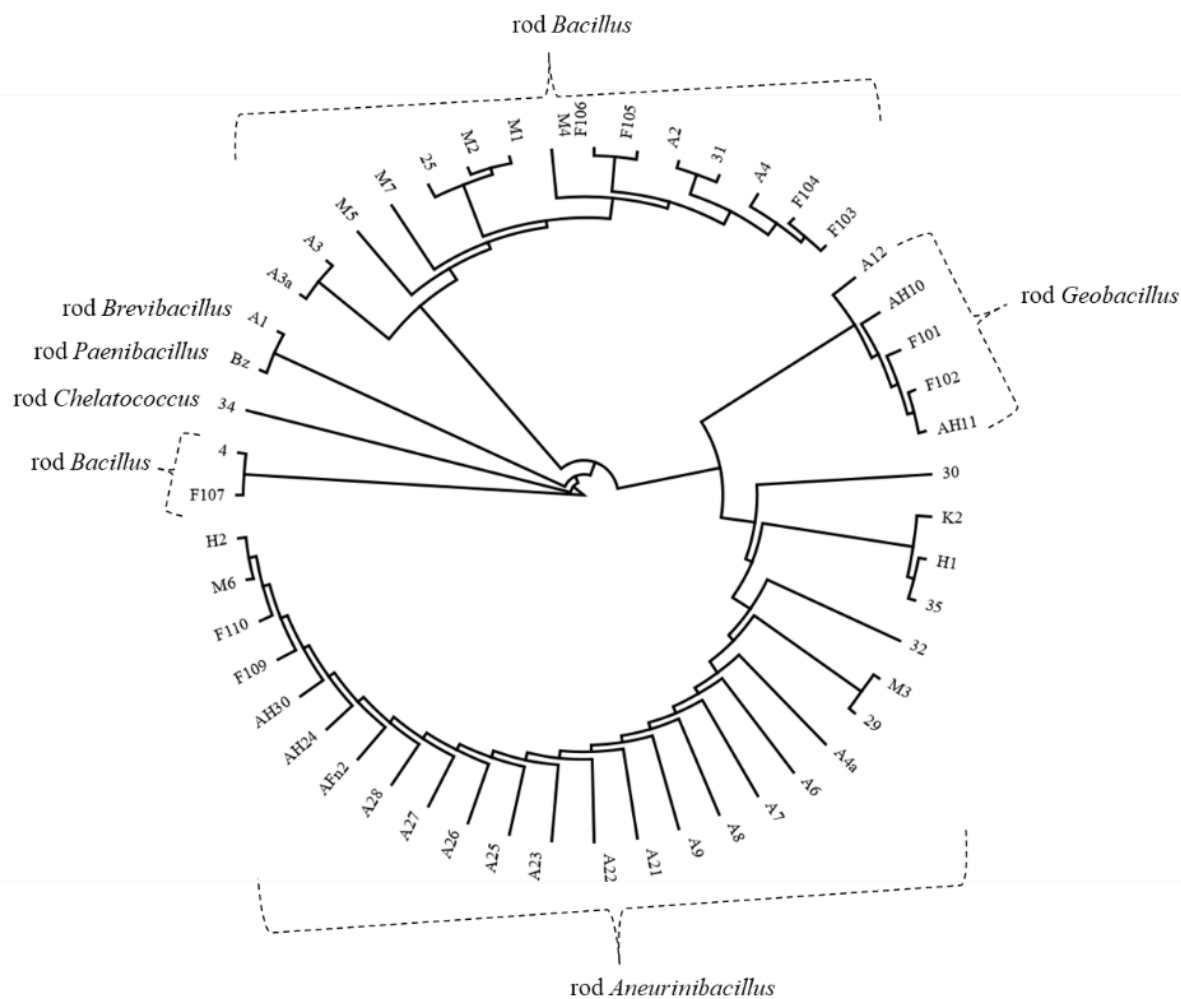 rod Bacillus
M4
F106
F105
A2
31
A4
F104
F103
A12
AH10
F101
F102
AH11
rod Geobacillus
30
K2
H1
35
32
M3
29
A4a
A6
A7
A8
A9
A21
A22
A23
A25
A26
A27
A28
AFn2
AH24
AH30
F109
F110
M6
H2
F107
4
rod Bacillus
34
rod Chelatococcus
Bz
rod Paenibacillus
A1
rod Brevibacillus
A3a
A3
M5
M7
25
M2
M1
rod Aneurinibacillus